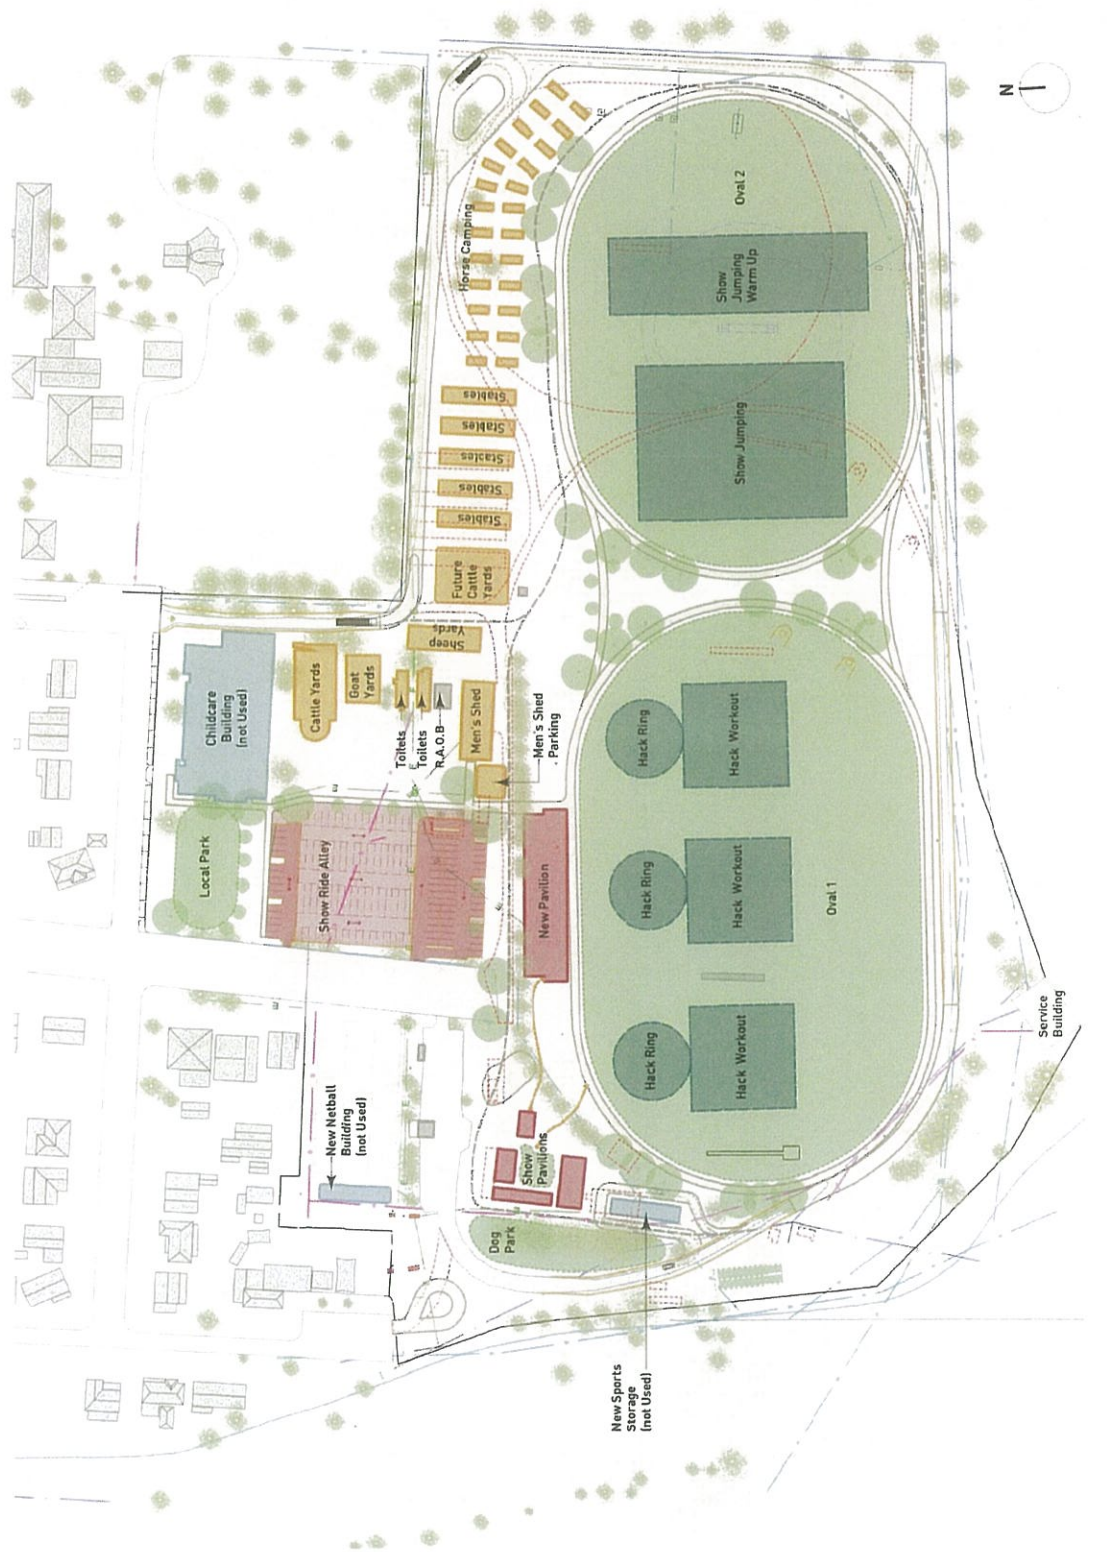 N
Horse Camping
Stables
Stables
Stables
Stables
Stables
Future
Cattle
Yards
Sheep
Yards
Childcare
Building
(not Used)
Cattle Yards
Goat
Yards
Toilets
Toilets
R.A.O.B
Men's Shed
Men's Shed
Parking
Local Park
Show Ride Alley
New Pavilion
New Netball
Building
(not Used)
Show
Pavilions
Dog
Park
New Sports
Storage
(not Used)
Oval 2
Show
Jumping
Warm Up
Show Jumping
Hack Ring
Hack Workout
Hack Ring
Hack Workout
Oval 1
Hack Ring
Hack Workout
Service
Building